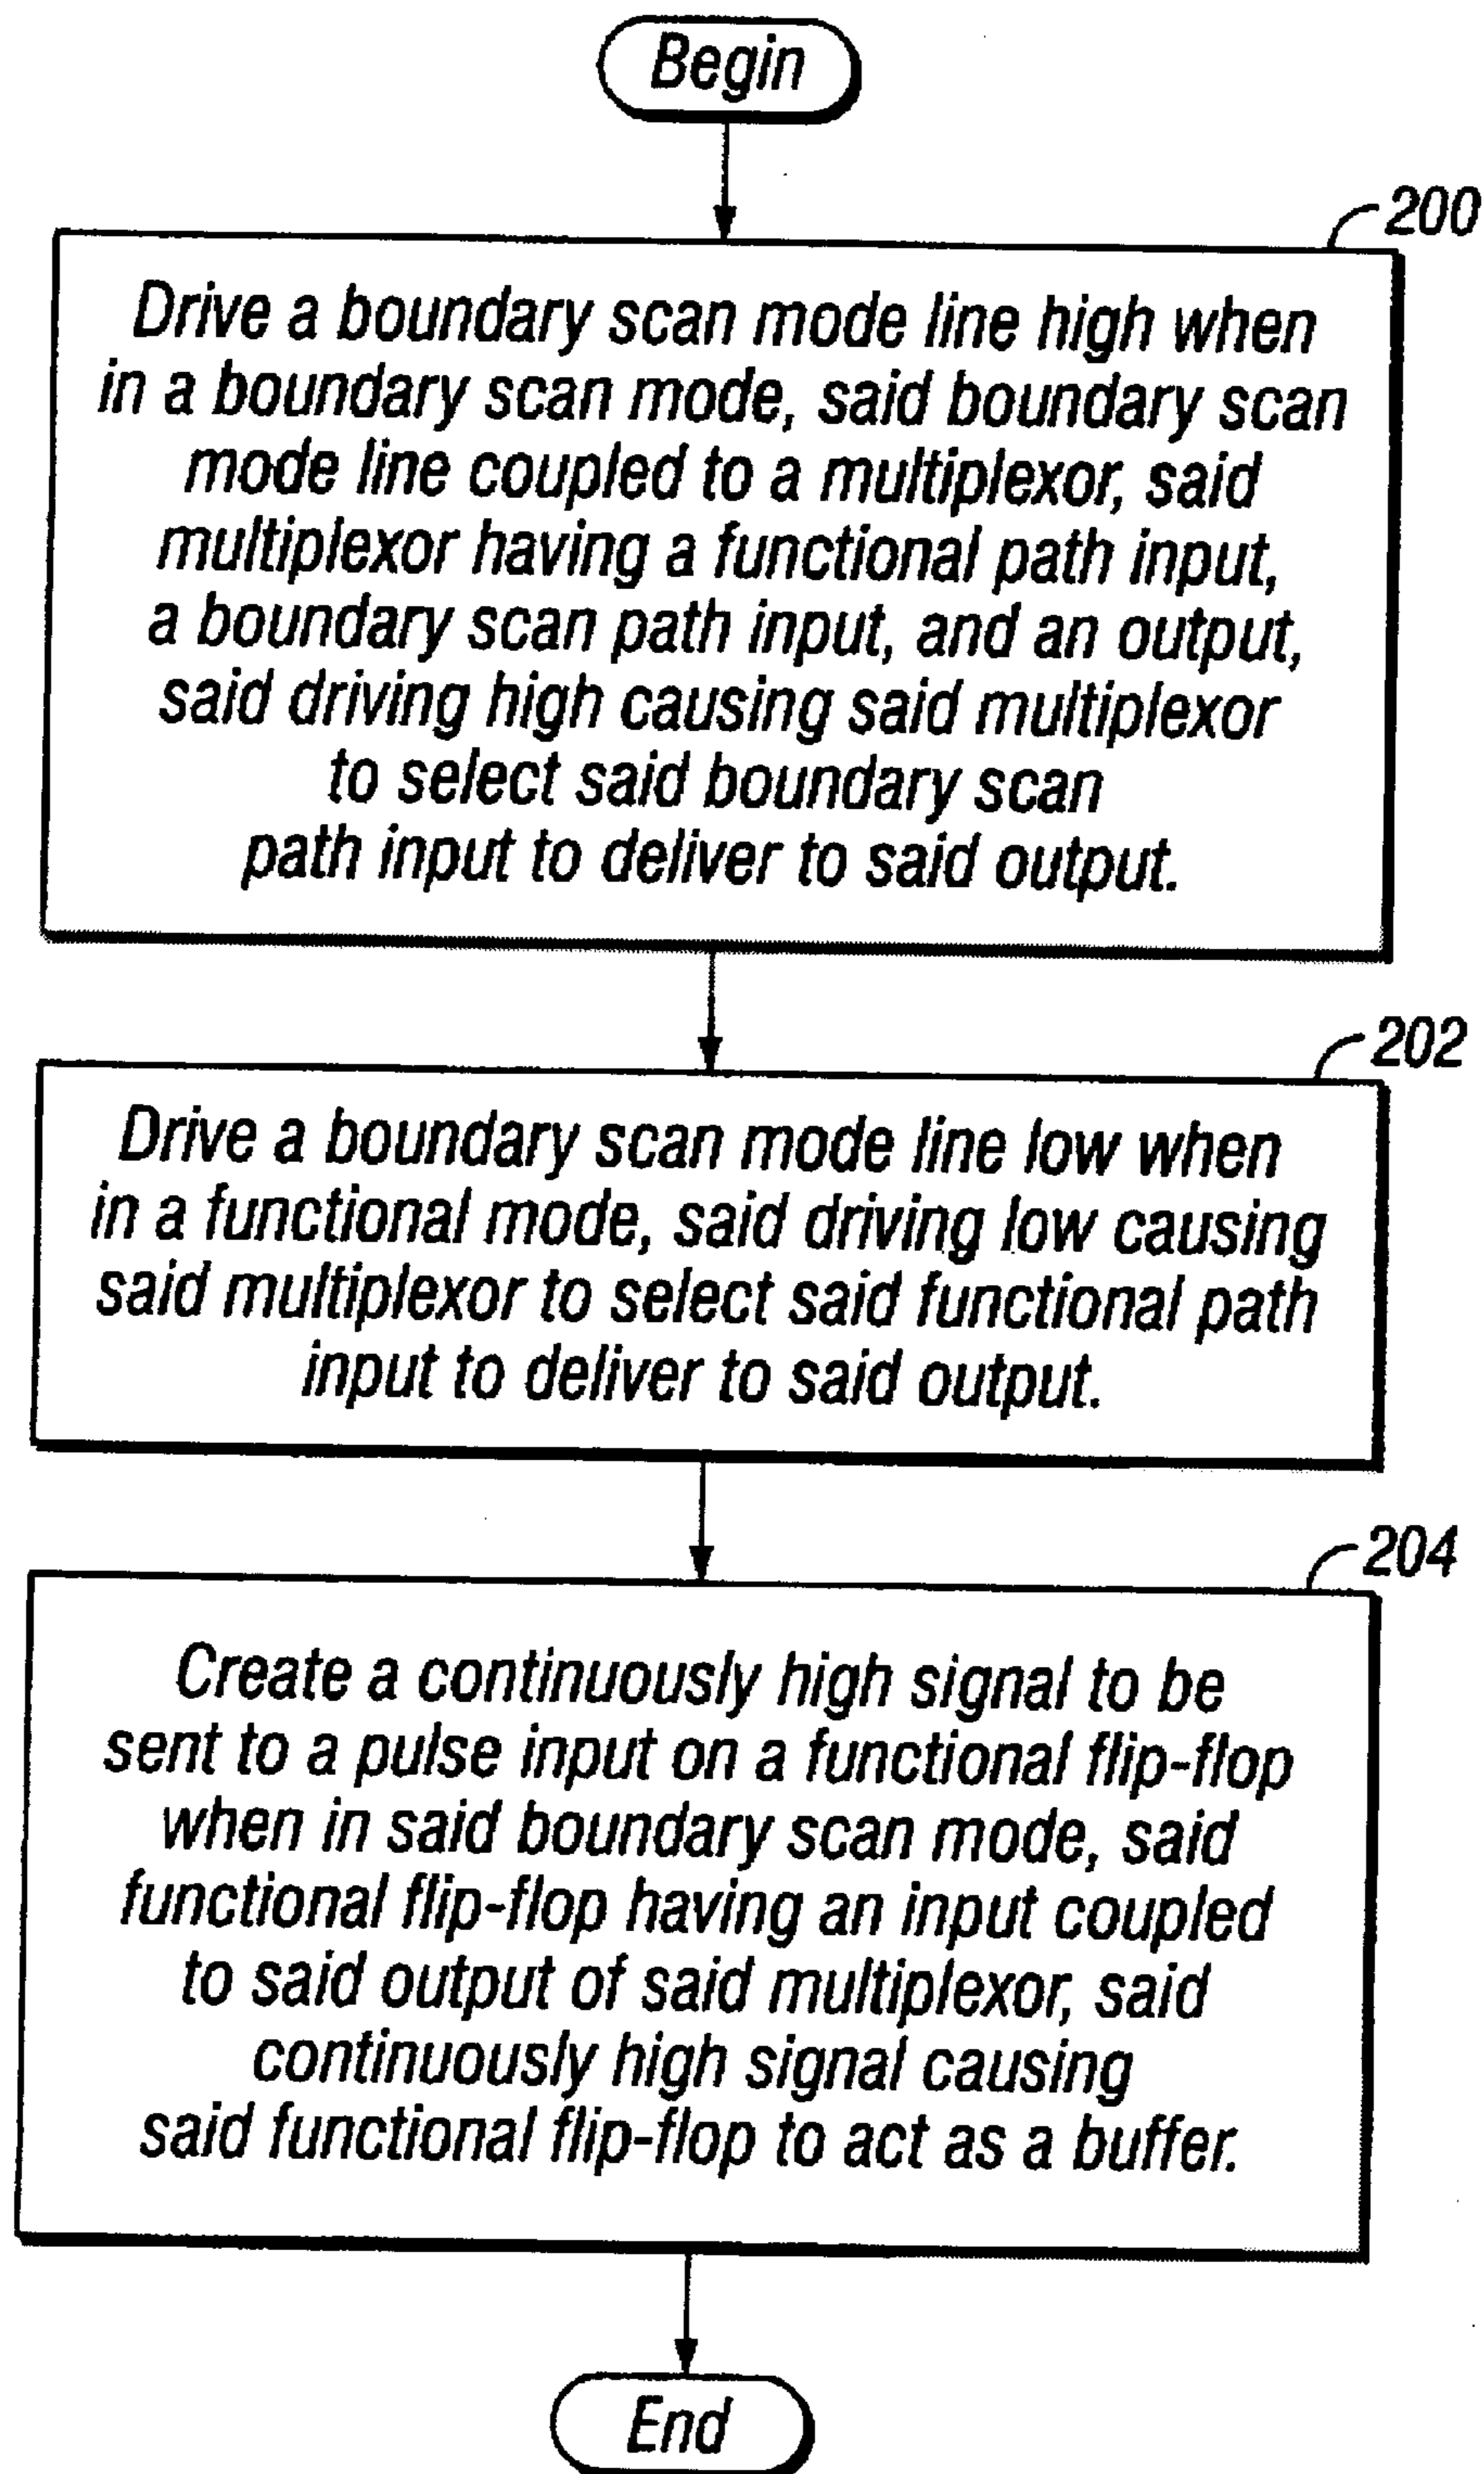 Begin
200
Drive a boundary scan mode line high when
in a boundary scan mode, said boundary scan
mode line coupled to a multiplexor, said
multiplexor having a functional path input,
a boundary scan path input, and an output,
said driving high causing said multiplexor
to select said boundary scan
path input to deliver to said output.
202
Drive a boundary scan mode line low when
in a functional mode, said driving low causing
said multiplexor to select said functional path
input to deliver to said output.
204
Create a continuously high signal to be
sent to a pulse input on a functional flip-flop
when in said boundary scan mode, said
functional flip-flop having an input coupled
to said output of said multiplexor, said
continuously high signal causing
said functional flip-flop to act as a buffer.
End